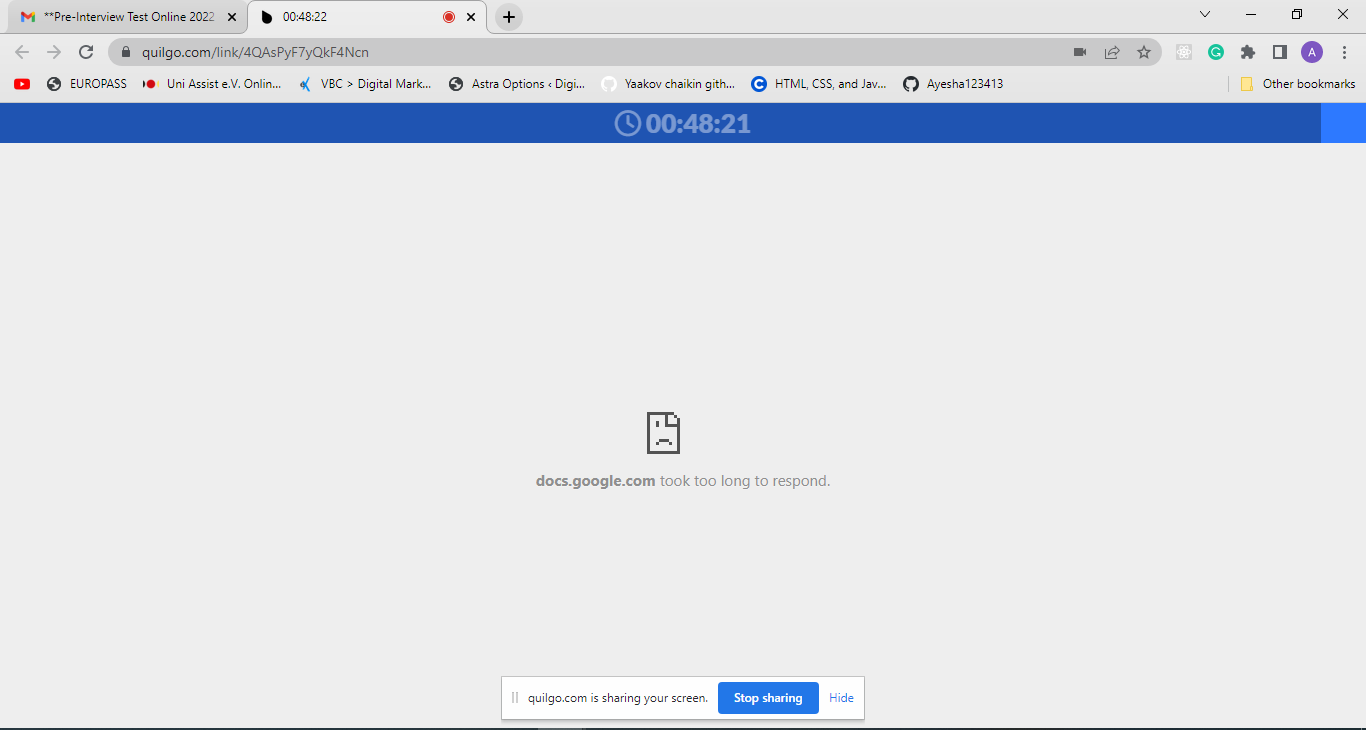 **Pre-Interview Test Online 2022
00:48:22
quilgo.com/link/4QAsPyF7yQkF4Ncn
A
EUROPASS
Uni Assist e.V. Onlin...
VBC > Digital Mark...
Astra Options ‹ Digi...
Yaakov chaikin gith...
HTML, CSS, and Jav...
Ayesha123413
Other bookmarks
00:48:21
docs.google.com took too long to respond.
quilgo.com is sharing your screen.
Stop sharing
Hide